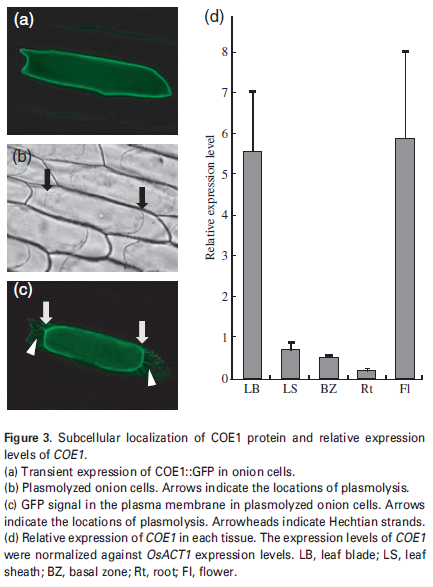 (a)
(b)
(c)
(d)
Relative expression level
8
7
6
5
4
3
2
1
0
LB LS BZ Rt Fl
Figure 3. Subcellular localization of COE1 protein and relative expression
levels of COE1.
(a) Transient expression of COE1::GFP in onion cells.
(b) Plasmolyzed onion cells. Arrows indicate the locations of plasmolysis.
(c) GFP signal in the plasma membrane in plasmolyzed onion cells. Arrows
indicate the locations of plasmolysis. Arrowheads indicate Hechtian strands.
(d) Relative expression of COE1 in each tissue. The expression levels of COE1
were normalized against OsACT1 expression levels. LB, leaf blade; LS, leaf
sheath; BZ, basal zone; Rt, root; Fl, flower.